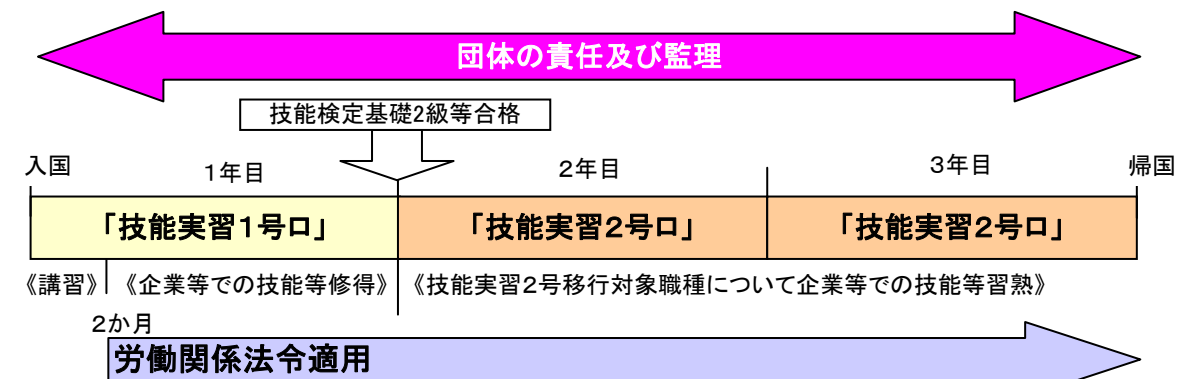 団体の責任及び監理
技能検定基礎2級等合格
入国
1年目
2年目
3年目
帰国
「技能実習1号ロ」
「技能実習2号ロ」
「技能実習2号ロ」
《講習》
《企業等での技能等修得》
《技能実習2号移行対象職種について企業等での技能等習熟》
2か月
労働関係法令適用